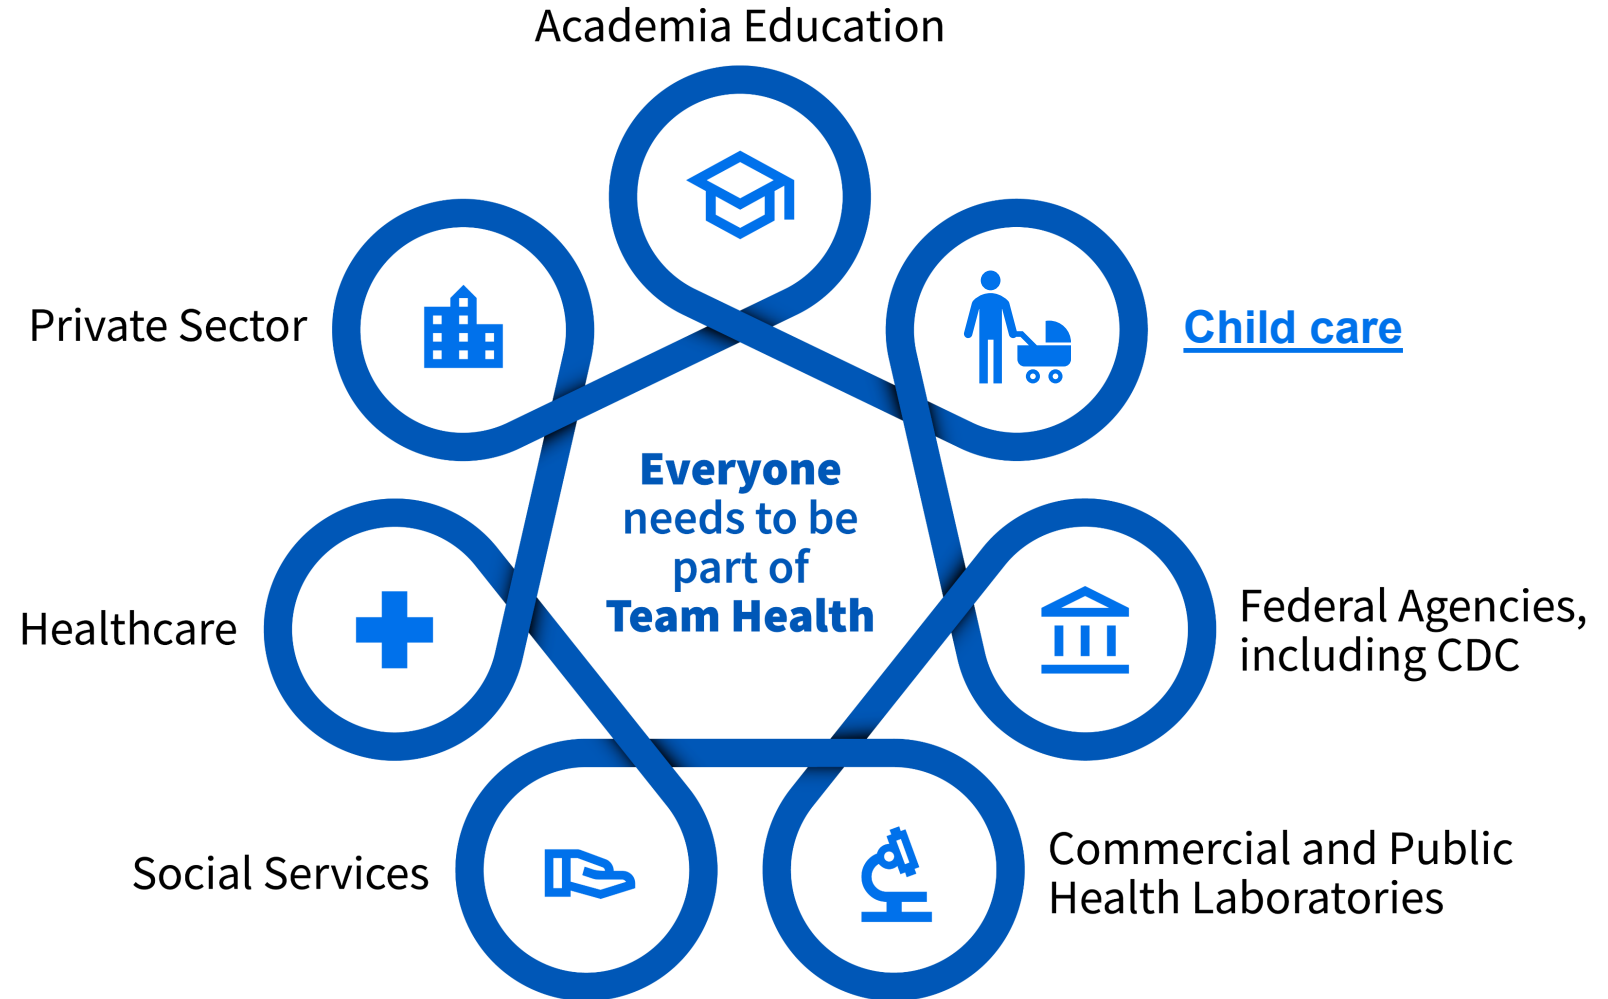 Academia Education
Private Sector
Child care
Everyone
needs to be
part of
Team Health
Healthcare
Federal Agencies,
including CDC
Social Services
Commercial and Public
Health Laboratories